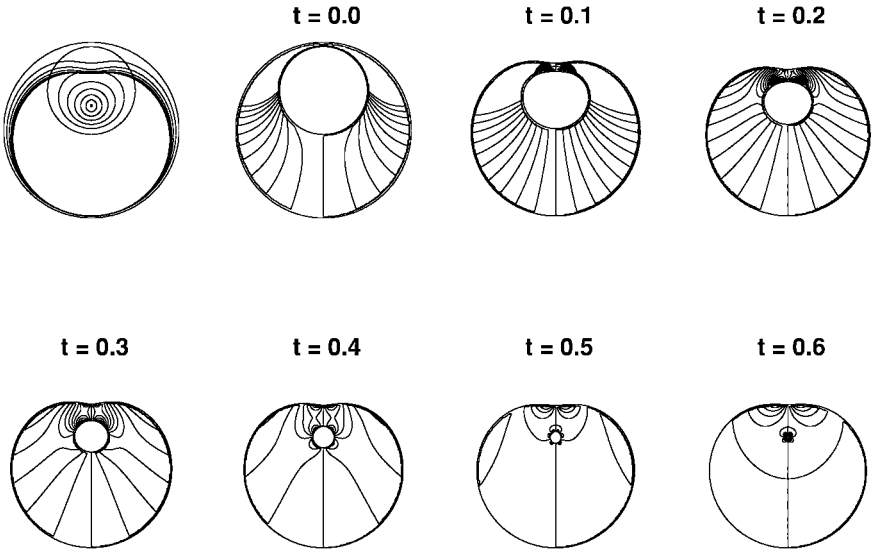 t = 0.0
t = 0.1
t = 0.2
t = 0.3
t = 0.4
t = 0.5
t = 0.6